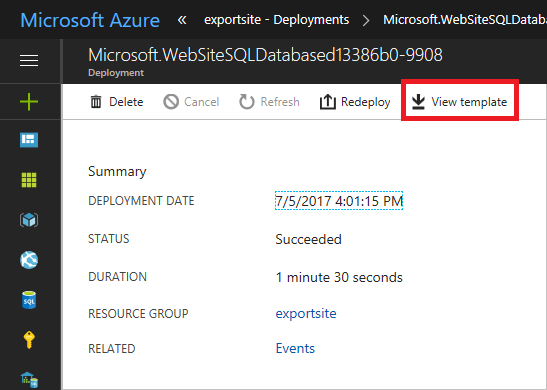 Microsoft Azure « exportsite - Deployments > Microsoft.WebSiteSQLDatab
Microsoft.WebSiteSQLDatabased13386b0-9908
Deployment
Delete Cancel Refresh Redeploy View template
Summary
DEPLOYMENT DATE 7/5/2017 4:01:15 PM
STATUS Succeeded
DURATION 1 minute 30 seconds
RESOURCE GROUP exportsite
RELATED Events
SQL